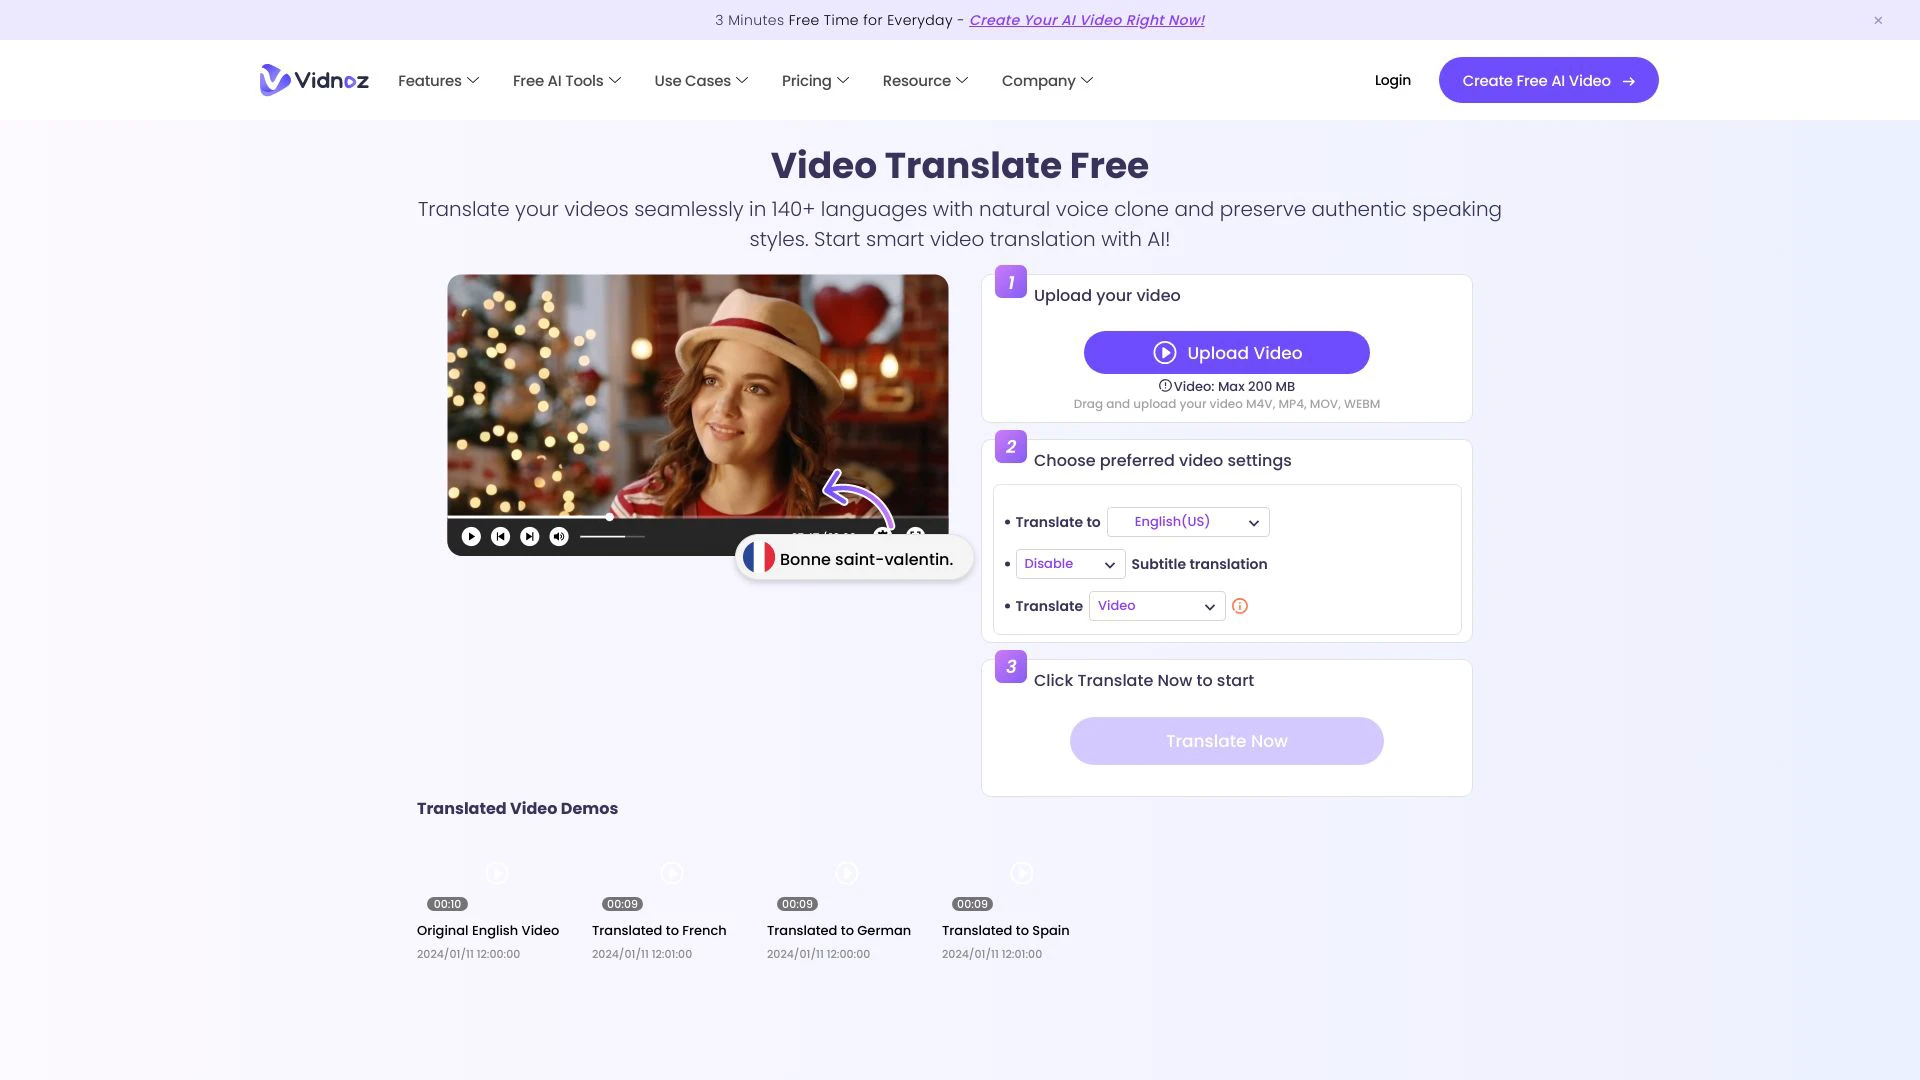 3 Minutes Free Time for Everyday - Create Your AI Video Right Now!
Vidnoz
Features
Free AI Tools
Use Cases
Pricing
Resource
Company
Login
Create Free AI Video →
Video Translate Free
Translate your videos seamlessly in 140+ languages with natural voice clone and preserve authentic speaking
styles. Start smart video translation with AI!
Bonne saint-valentin.
1
Upload your video
Upload Video
Video: Max 200 MB
Drag and upload your video M4V, MP4, MOV, WEBM
2
Choose preferred video settings
• Translate to English(US)
• Disable Subtitle translation
• Translate Video
3
Click Translate Now to start
Translate Now
Translated Video Demos
00:10
00:09
00:09
00:09
Original English Video
Translated to French
Translated to German
Translated to Spain
2024/01/11 12:00:00
2024/01/11 12:01:00
2024/01/11 12:00:00
2024/01/11 12:01:00